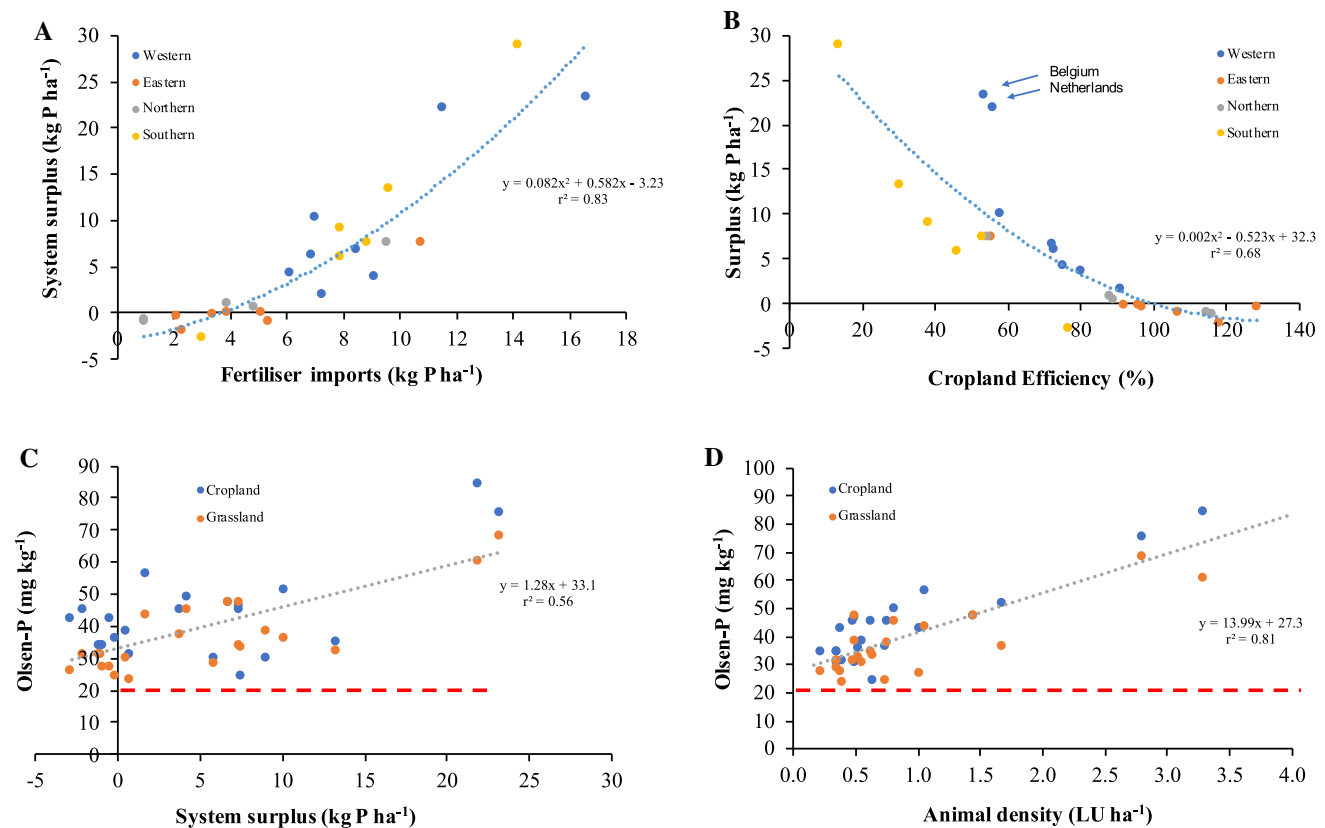 A
System surplus (kg P ha⁻¹)
30
25
20
15
10
5
0
-5
Western
Eastern
Northern
Southern
y = 0.082x² + 0.582x - 3.23
r² = 0.83
0 2 4 6 8 10 12 14 16 18
Fertiliser imports (kg P ha⁻¹)
B
Surplus (kg P ha⁻¹)
30
25
20
15
10
5
0
-5
Belgium
Netherlands
Western
Eastern
Northern
Southern
y = 0.002x² - 0.523x + 32.3
r² = 0.68
0 20 40 60 80 100 120 140
Cropland Efficiency (%)
C
Olsen-P (mg kg⁻¹)
90
80
70
60
50
40
30
20
10
0
Cropland
Grassland
y = 1.28x + 33.1
r² = 0.56
-5 0 5 10 15 20 25 30
System surplus (kg P ha⁻¹)
D
Olsen-P (mg kg⁻¹)
100
90
80
70
60
50
40
30
20
10
0
Cropland
Grassland
y = 13.99x + 27.3
r² = 0.81
0.0 0.5 1.0 1.5 2.0 2.5 3.0 3.5 4.0
Animal density (LU ha⁻¹)